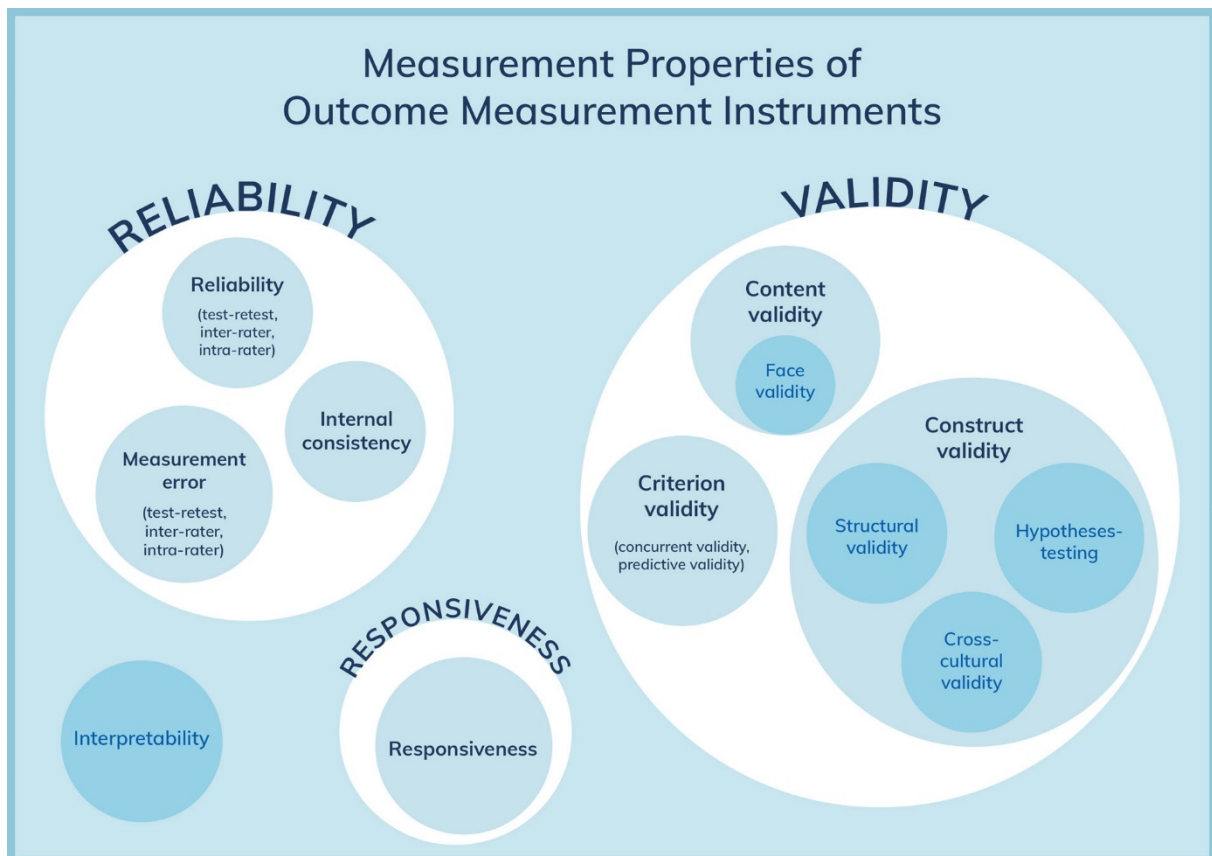 Measurement Properties of
Outcome Measurement Instruments
RELIABILITY
Reliability
(test-retest,
inter-rater,
intra-rater)
Internal
consistency
Measurement
error
(test-retest,
inter-rater,
intra-rater)
VALIDITY
Content
validity
Face
validity
Criterion
validity
(concurrent validity,
predictive validity)
Construct
validity
Structural
validity
Hypotheses-
testing
Cross-
cultural
validity
RESPONSIVENESS
Responsiveness
Interpretability